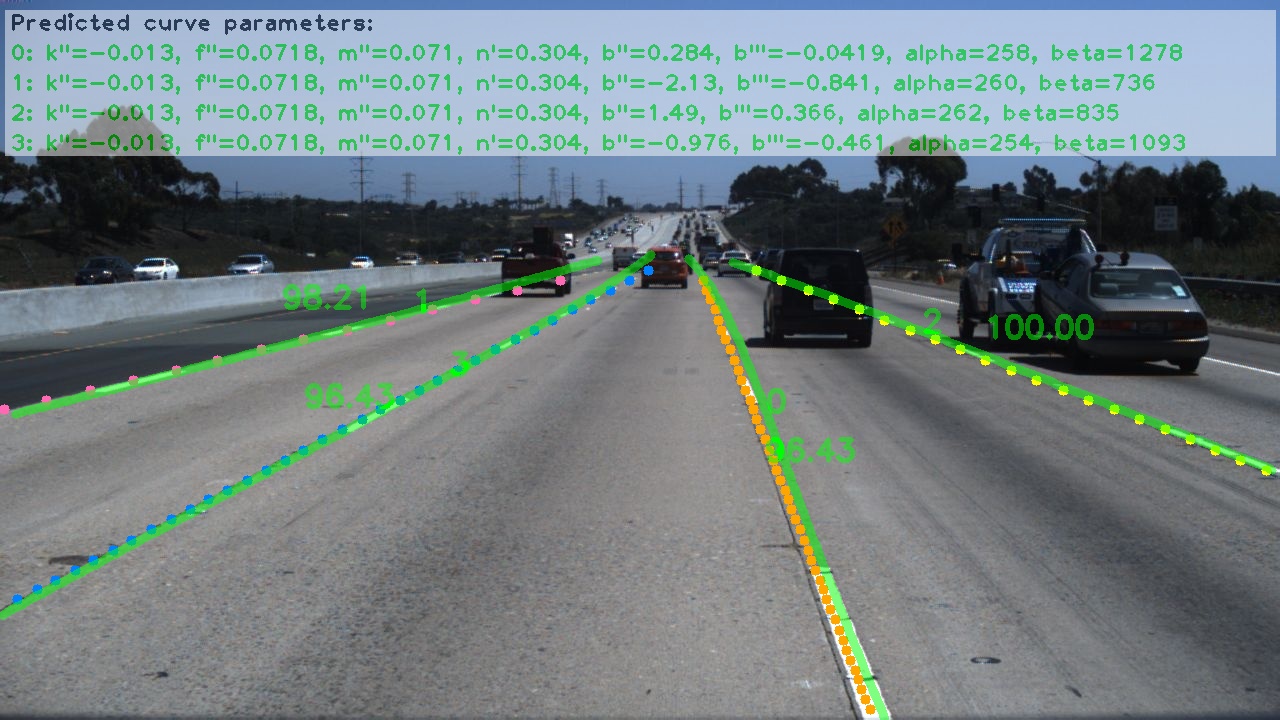 Predicted curve parameters:
0: k''=-0.013, f''=0.0718, m''=0.071, n'=0.304, b''=0.284, b'''=-0.0419, alpha=258, beta=1278
1: k''=-0.013, f''=0.0718, m''=0.071, n'=0.304, b''=-2.13, b'''=-0.841, alpha=260, beta=736
2: k''=-0.013, f''=0.0718, m''=0.071, n'=0.304, b''=1.49, b'''=0.366, alpha=262, beta=835
3: k''=-0.013, f''=0.0718, m''=0.071, n'=0.304, b''=-0.976, b'''=-0.461, alpha=254, beta=1093
98.21
1
2
100.00
3
96.43
0